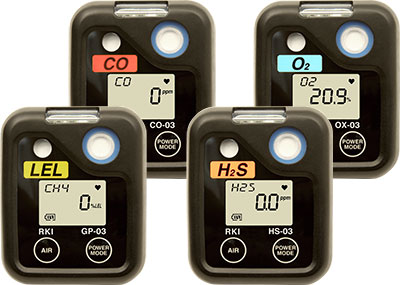 CO
CO
0 ppm
CO-03
POWER
MODE
O2
O2
20.9%
OX-03
POWER
MODE
LEL
CH4
0 %LEL
RKI GP-03
AIR
POWER
MODE
H2S
H2S
0.0 ppm
RKI HS-03
AIR
POWER
MODE